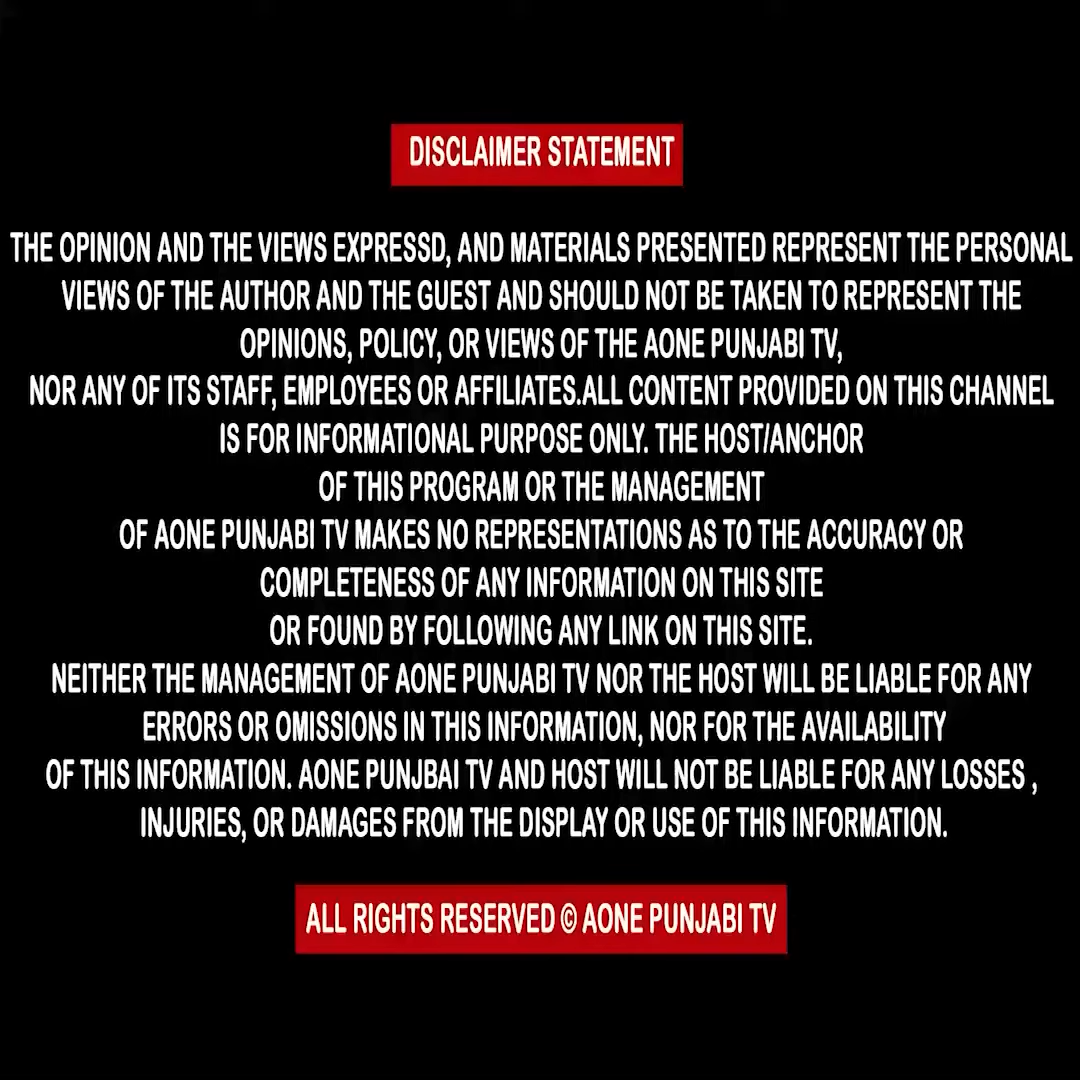 DISCLAIMER STATEMENT
THE OPINION AND THE VIEWS EXPRESSD, AND MATERIALS PRESENTED REPRESENT THE PERSONAL
VIEWS OF THE AUTHOR AND THE GUEST AND SHOULD NOT BE TAKEN TO REPRESENT THE
OPINIONS, POLICY, OR VIEWS OF THE AONE PUNJABI TV,
NOR ANY OF ITS STAFF, EMPLOYEES OR AFFILIATES.ALL CONTENT PROVIDED ON THIS CHANNEL
IS FOR INFORMATIONAL PURPOSE ONLY. THE HOST/ANCHOR
OF THIS PROGRAM OR THE MANAGEMENT
OF AONE PUNJABI TV MAKES NO REPRESENTATIONS AS TO THE ACCURACY OR
COMPLETENESS OF ANY INFORMATION ON THIS SITE
OR FOUND BY FOLLOWING ANY LINK ON THIS SITE.
NEITHER THE MANAGEMENT OF AONE PUNJABI TV NOR THE HOST WILL BE LIABLE FOR ANY
ERRORS OR OMISSIONS IN THIS INFORMATION, NOR FOR THE AVAILABILITY
OF THIS INFORMATION. AONE PUNJBAI TV AND HOST WILL NOT BE LIABLE FOR ANY LOSSES ,
INJURIES, OR DAMAGES FROM THE DISPLAY OR USE OF THIS INFORMATION.
ALL RIGHTS RESERVED © AONE PUNJABI TV